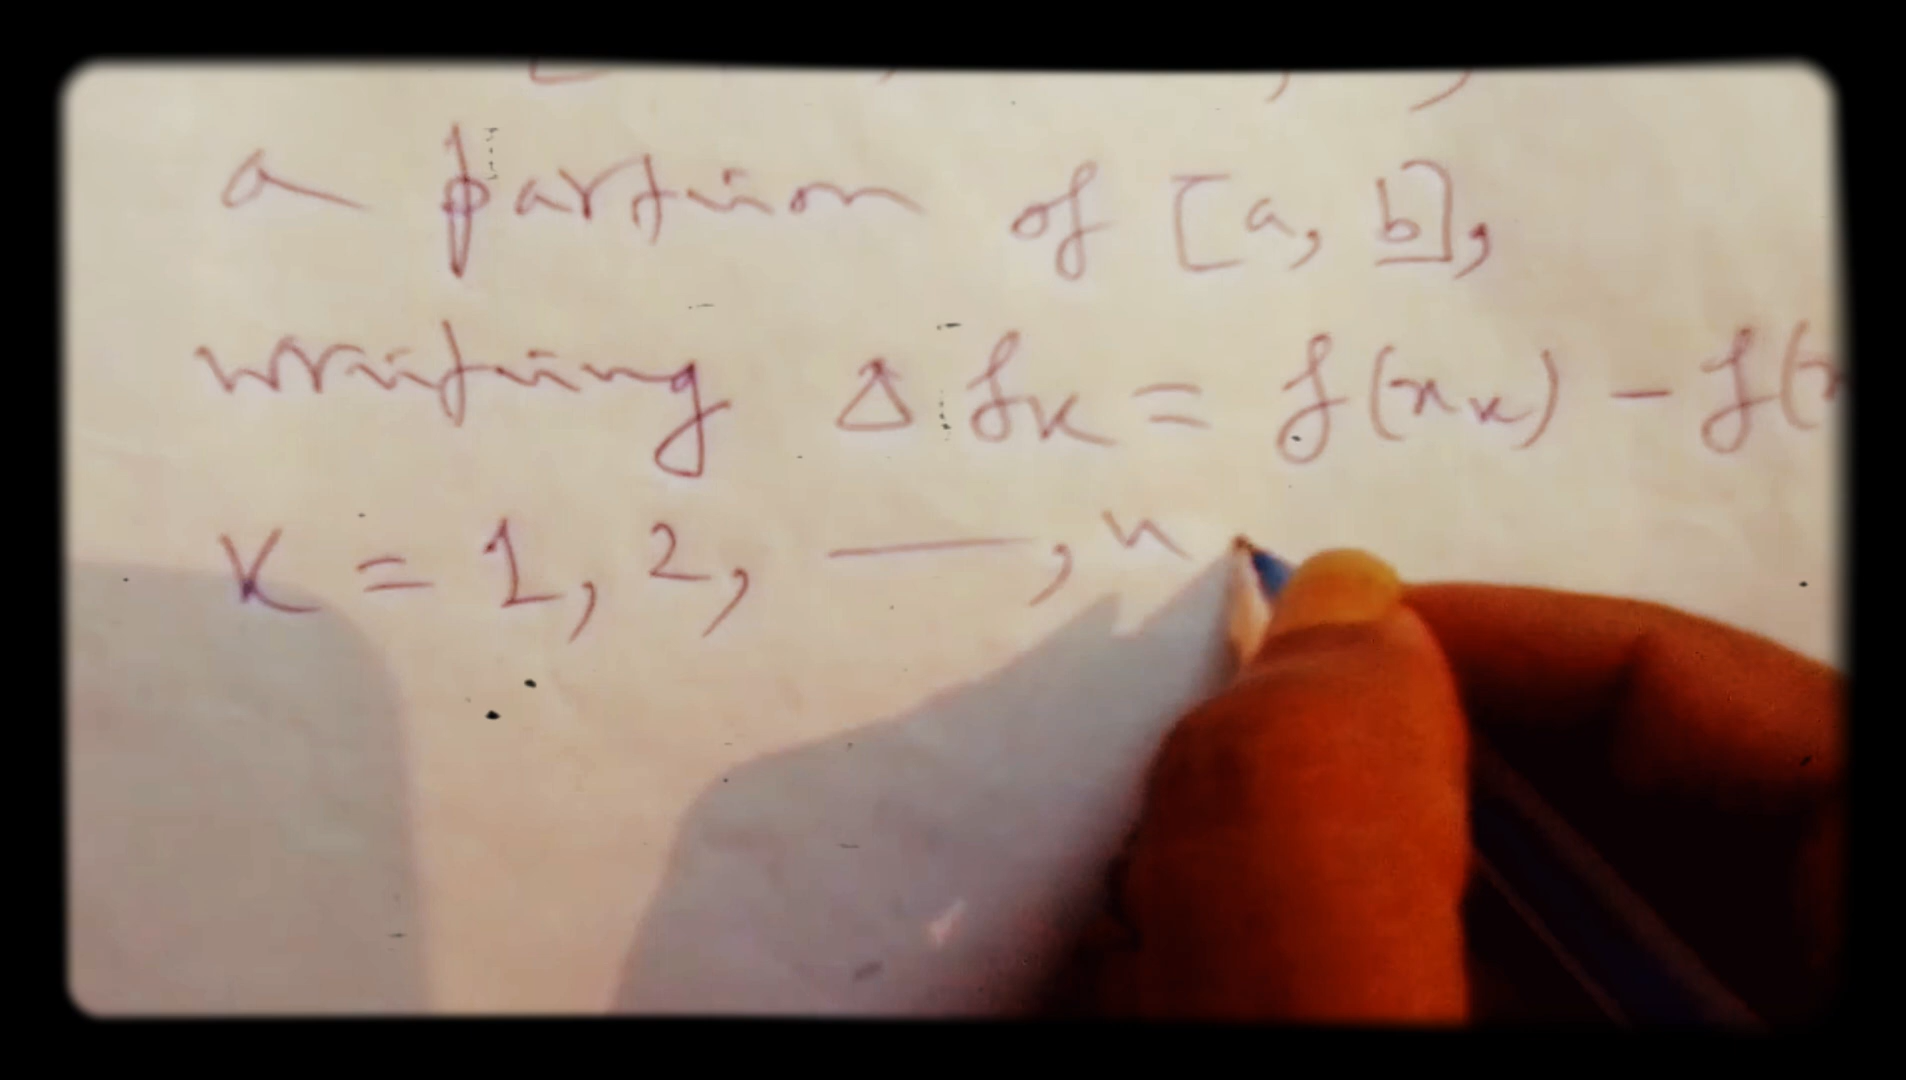 a partition of [a, b],
writing Δ fk = f(xk) - f(x
K = 1, 2, —, n